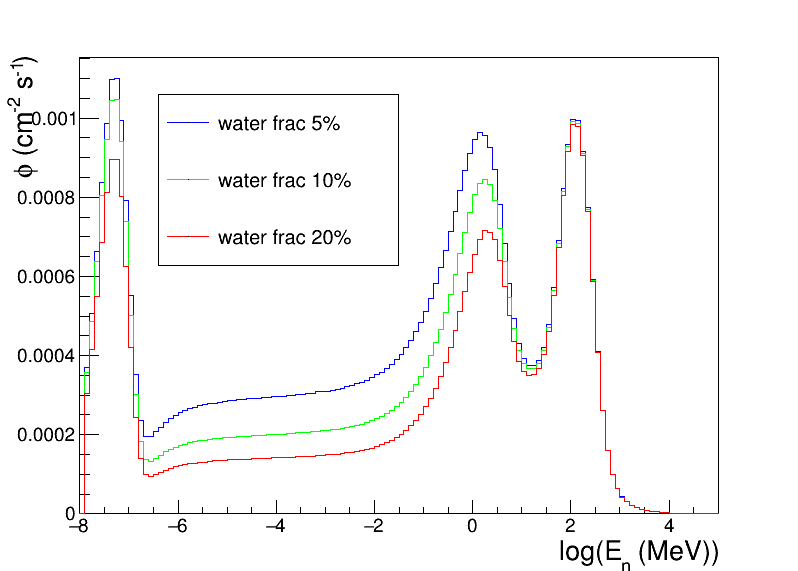 ϕ (cm⁻² s⁻¹)
0.001
0.0008
0.0006
0.0004
0.0002
0
water frac 5%
water frac 10%
water frac 20%
−8 −6 −4 −2 0 2 4
log(Eₙ (MeV))